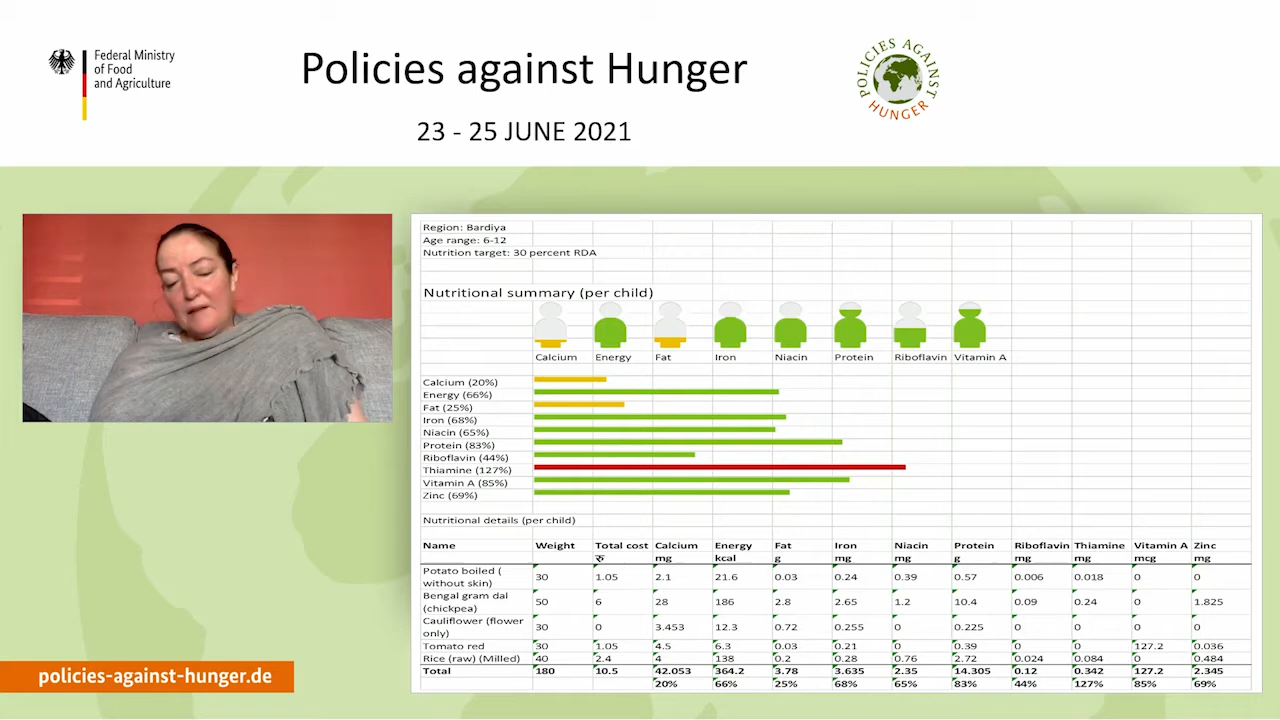 Federal Ministry
of Food
and Agriculture
Policies against Hunger
23 - 25 JUNE 2021
POLICIES AGAINST HUNGER
Region: Bardiya
Age range: 6-12
Nutrition target: 30 percent RDA
Nutritional summary (per child)
Calcium Energy Fat Iron Niacin Protein Riboflavin Vitamin A
Calcium (20%)
Energy (66%)
Fat (25%)
Iron (68%)
Niacin (65%)
Protein (83%)
Riboflavin (44%)
Thiamine (127%)
Vitamin A (85%)
Zinc (69%)
Nutritional details (per child)
Name Weight Total cost Calcium Energy Fat Iron Niacin Protein Riboflavin Thiamine Vitamin A Zinc
रु mg kcal g mg mg g mg mg mcg mg
Potato boiled (
without skin) 30 1.05 2.1 21.6 0.03 0.24 0.39 0.57 0.006 0.018 0 0
Bengal gram dal
(chickpea) 50 6 28 186 2.8 2.65 1.2 10.4 0.09 0.24 0 1.825
Cauliflower (flower
only) 30 0 3.453 12.3 0.72 0.255 0 0.225 0 0 0 0
Tomato red 30 1.05 4.5 6.3 0.03 0.21 0 0.39 0 0 127.2 0.036
Rice (raw) (Milled) 40 2.4 4 138 0.2 0.28 0.76 2.72 0.024 0.084 0 0.484
Total 180 10.5 42.053 364.2 3.78 3.635 2.35 14.305 0.12 0.342 127.2 2.345
20% 66% 25% 68% 65% 83% 44% 127% 85% 69%
policies-against-hunger.de